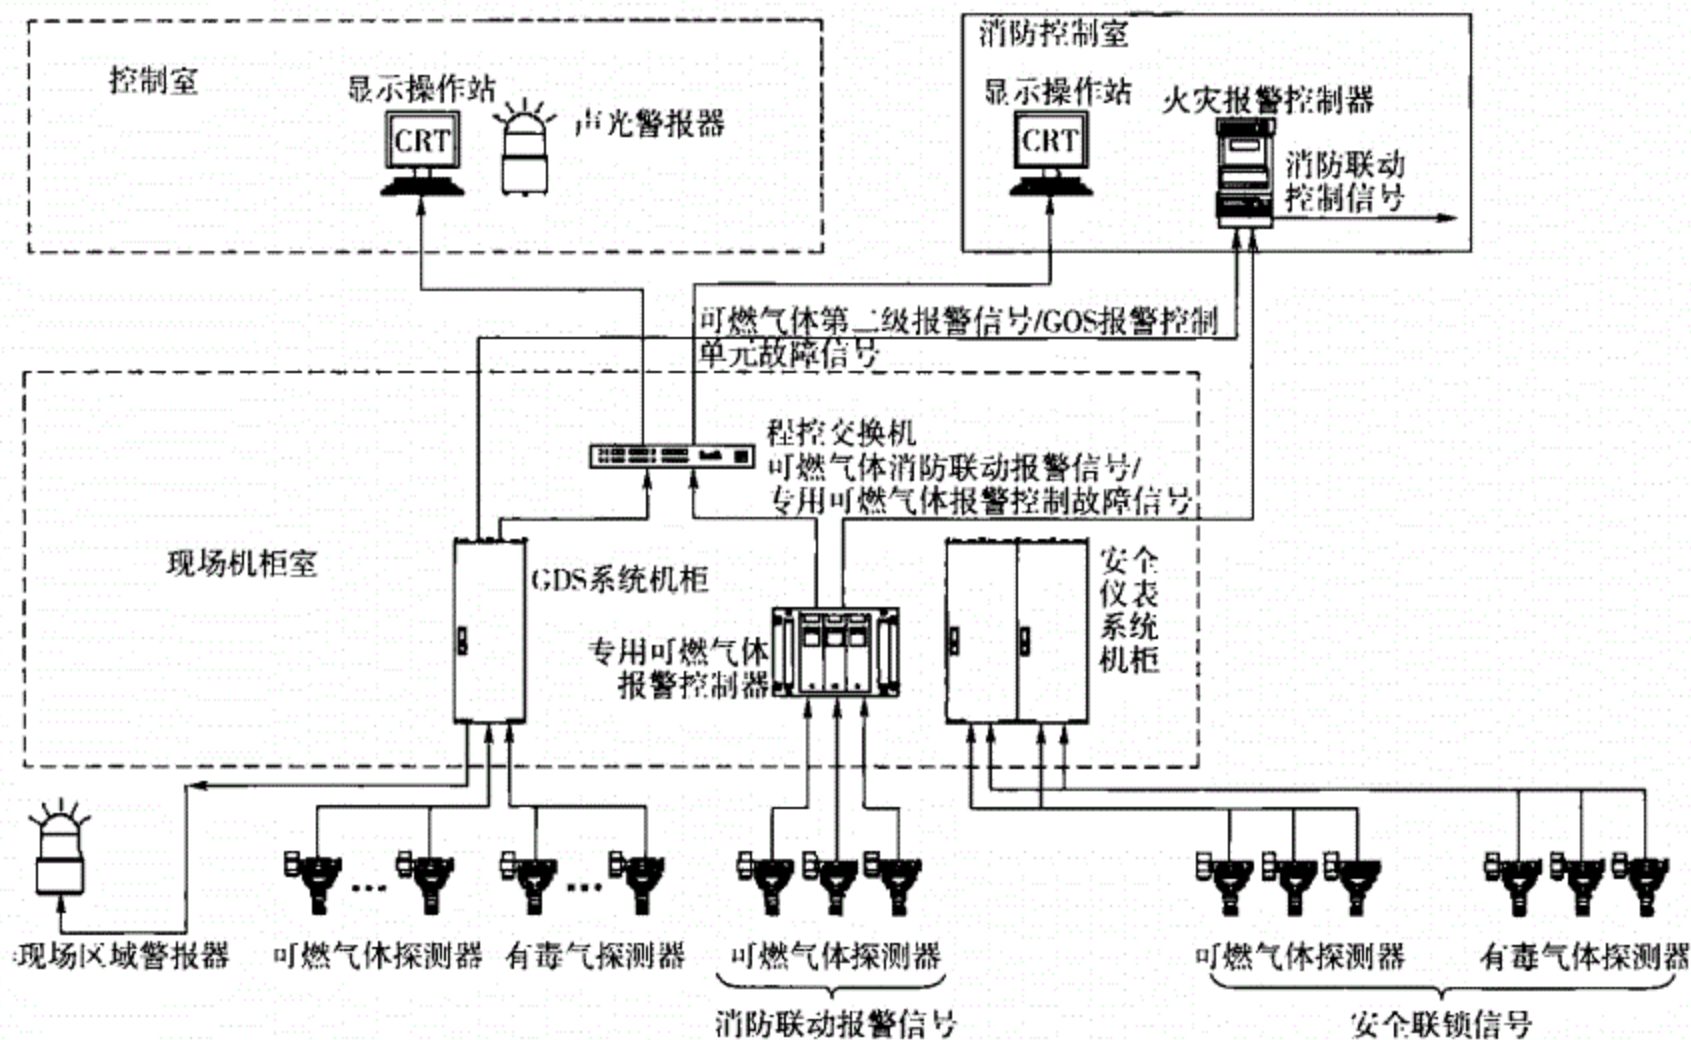 控制室
显示操作站
CRT
声光警报器
消防控制室
显示操作站
CRT
火灾报警控制器
消防联动
控制信号
可燃气体第二级报警信号/GOS报警控制
单元故障信号
程控交换机
可燃气体消防联动报警信号/
专用可燃气体报警控制故障信号
现场机柜室
GDS系统机柜
专用可燃气体
报警控制器
安全
仪表
系统
机柜
现场区域警报器
可燃气体探测器
有毒气探测器
可燃气体探测器
消防联动报警信号
可燃气体探测器
有毒气体探测器
安全联锁信号